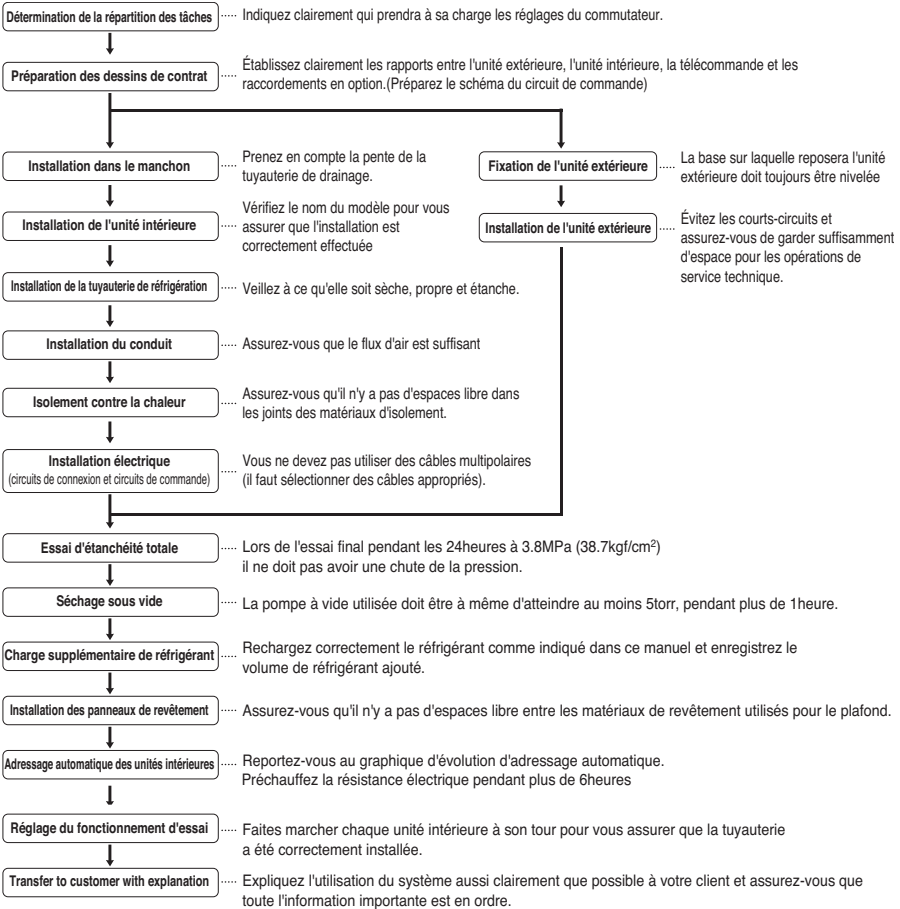 Détermination de la répartition des tâches
Indiquez clairement qui prendra à sa charge les réglages du commutateur.
Préparation des dessins de contrat
Établissez clairement les rapports entre l'unité extérieure, l'unité intérieure, la télécommande et les
raccordements en option.(Préparez le schéma du circuit de commande)
Installation dans le manchon
Prenez en compte la pente de la
tuyauterie de drainage.
Fixation de l'unité extérieure
La base sur laquelle reposera l'unité
extérieure doit toujours être nivelée
Installation de l'unité intérieure
Vérifiez le nom du modèle pour vous
assurer que l'installation est
correctement effectuée
Installation de l'unité extérieure
Évitez les courts-circuits et
assurez-vous de garder suffisamment
d'espace pour les opérations de
service technique.
Installation de la tuyauterie de réfrigération
Veillez à ce qu'elle soit sèche, propre et étanche.
Installation du conduit
Assurez-vous que le flux d'air est suffisant
Isolement contre la chaleur
Assurez-vous qu'il n'y a pas d'espaces libre dans
les joints des matériaux d'isolement.
Installation électrique
(circuits de connexion et circuits de commande)
Vous ne devez pas utiliser des câbles multipolaires
(il faut sélectionner des câbles appropriés).
Essai d'étanchéité totale
Lors de l'essai final pendant les 24heures à 3.8MPa (38.7kgf/cm²)
il ne doit pas avoir une chute de la pression.
Séchage sous vide
La pompe à vide utilisée doit être à même d'atteindre au moins 5torr, pendant plus de 1heure.
Charge supplémentaire de réfrigérant
Rechargez correctement le réfrigérant comme indiqué dans ce manuel et enregistrez le
volume de réfrigérant ajouté.
Installation des panneaux de revêtement
Assurez-vous qu'il n'y a pas d'espaces libre entre les matériaux de revêtement utilisés pour le plafond.
Adressage automatique des unités intérieures
Reportez-vous au graphique d'évolution d'adressage automatique.
Préchauffez la résistance électrique pendant plus de 6heures
Réglage du fonctionnement d'essai
Faites marcher chaque unité intérieure à son tour pour vous assurer que la tuyauterie
a été correctement installée.
Transfer to customer with explanation
Expliquez l'utilisation du système aussi clairement que possible à votre client et assurez-vous que
toute l'information importante est en ordre.